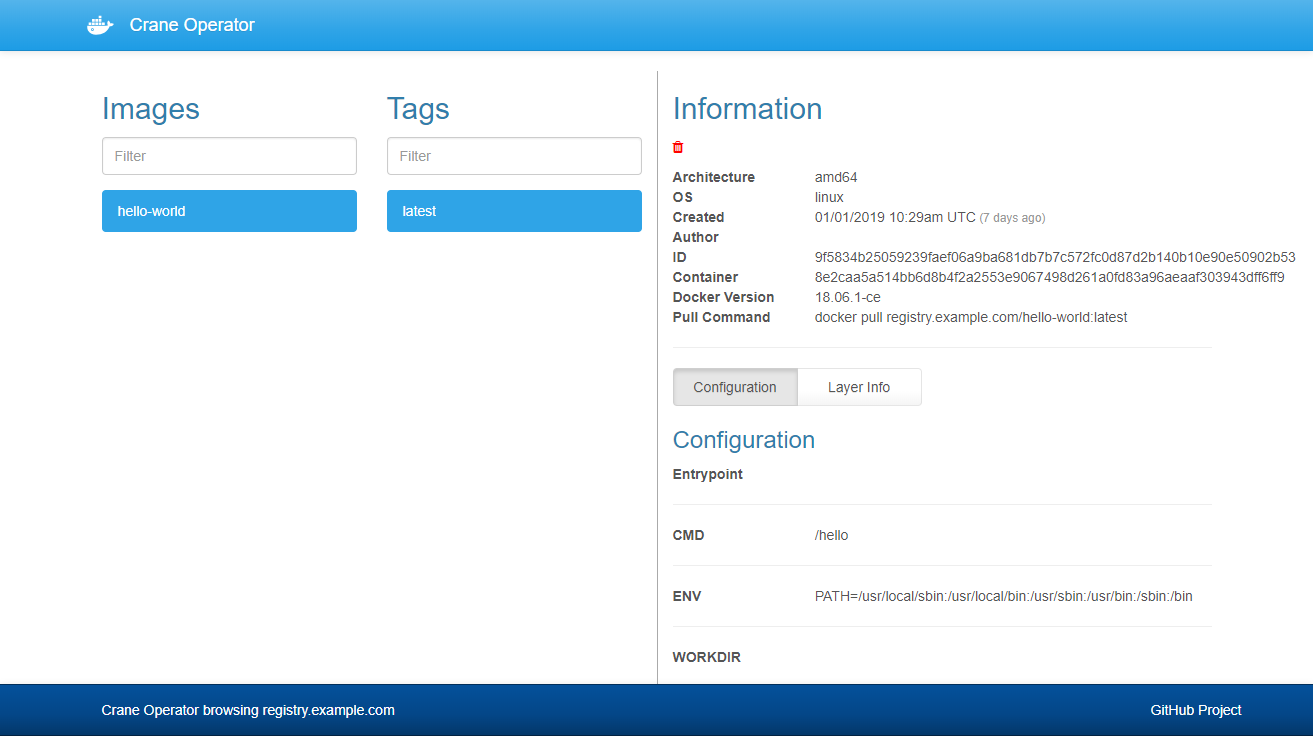 Crane Operator
Images
Filter
hello-world
Tags
Filter
latest
Information
Architecture amd64
OS linux
Created 01/01/2019 10:29am UTC (7 days ago)
Author
ID 9f5834b25059239faef06a9ba681db7b7c572fc0d87d2b140b10e90e50902b53
Container 8e2caa5a514bb6d8b4f2a2553e9067498d261a0fd83a96aeaaf303943dff6ff9
Docker Version 18.06.1-ce
Pull Command docker pull registry.example.com/hello-world:latest
Configuration Layer Info
Configuration
Entrypoint
CMD /hello
ENV PATH=/usr/local/sbin:/usr/local/bin:/usr/sbin:/usr/bin:/sbin:/bin
WORKDIR
Crane Operator browsing registry.example.com GitHub Project